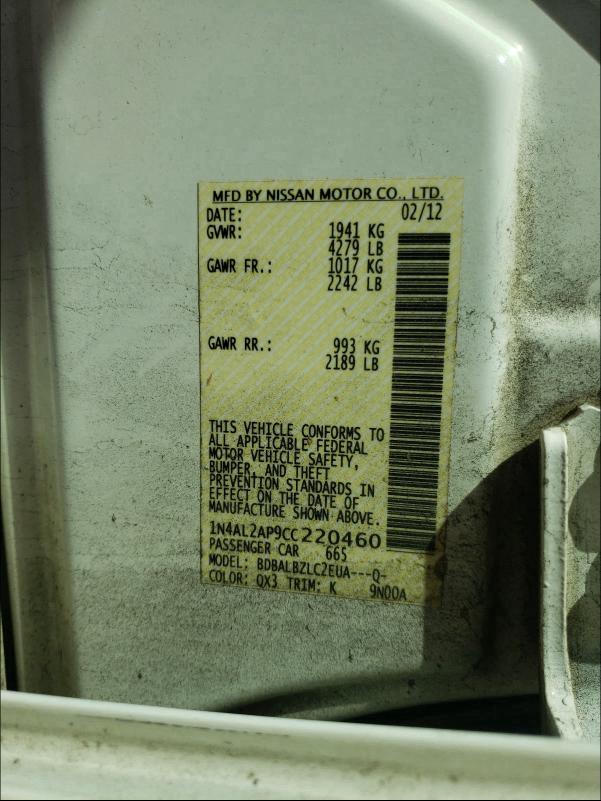 MFD BY NISSAN MOTOR CO., LTD.
DATE: 02/12
GVWR: 1941 KG
4279 LB
GAWR FR.: 1017 KG
2242 LB
GAWR RR.: 993 KG
2189 LB
THIS VEHICLE CONFORMS TO
ALL APPLICABLE FEDERAL
MOTOR VEHICLE SAFETY,
BUMPER, AND THEFT
PREVENTION STANDARDS IN
EFFECT ON THE DATE OF
MANUFACTURE SHOWN ABOVE.
1N4AL2AP9CC220460
PASSENGER CAR 665
MODEL: BDBALBZLC2EUA---Q-
COLOR: QX3 TRIM: K 9N00A